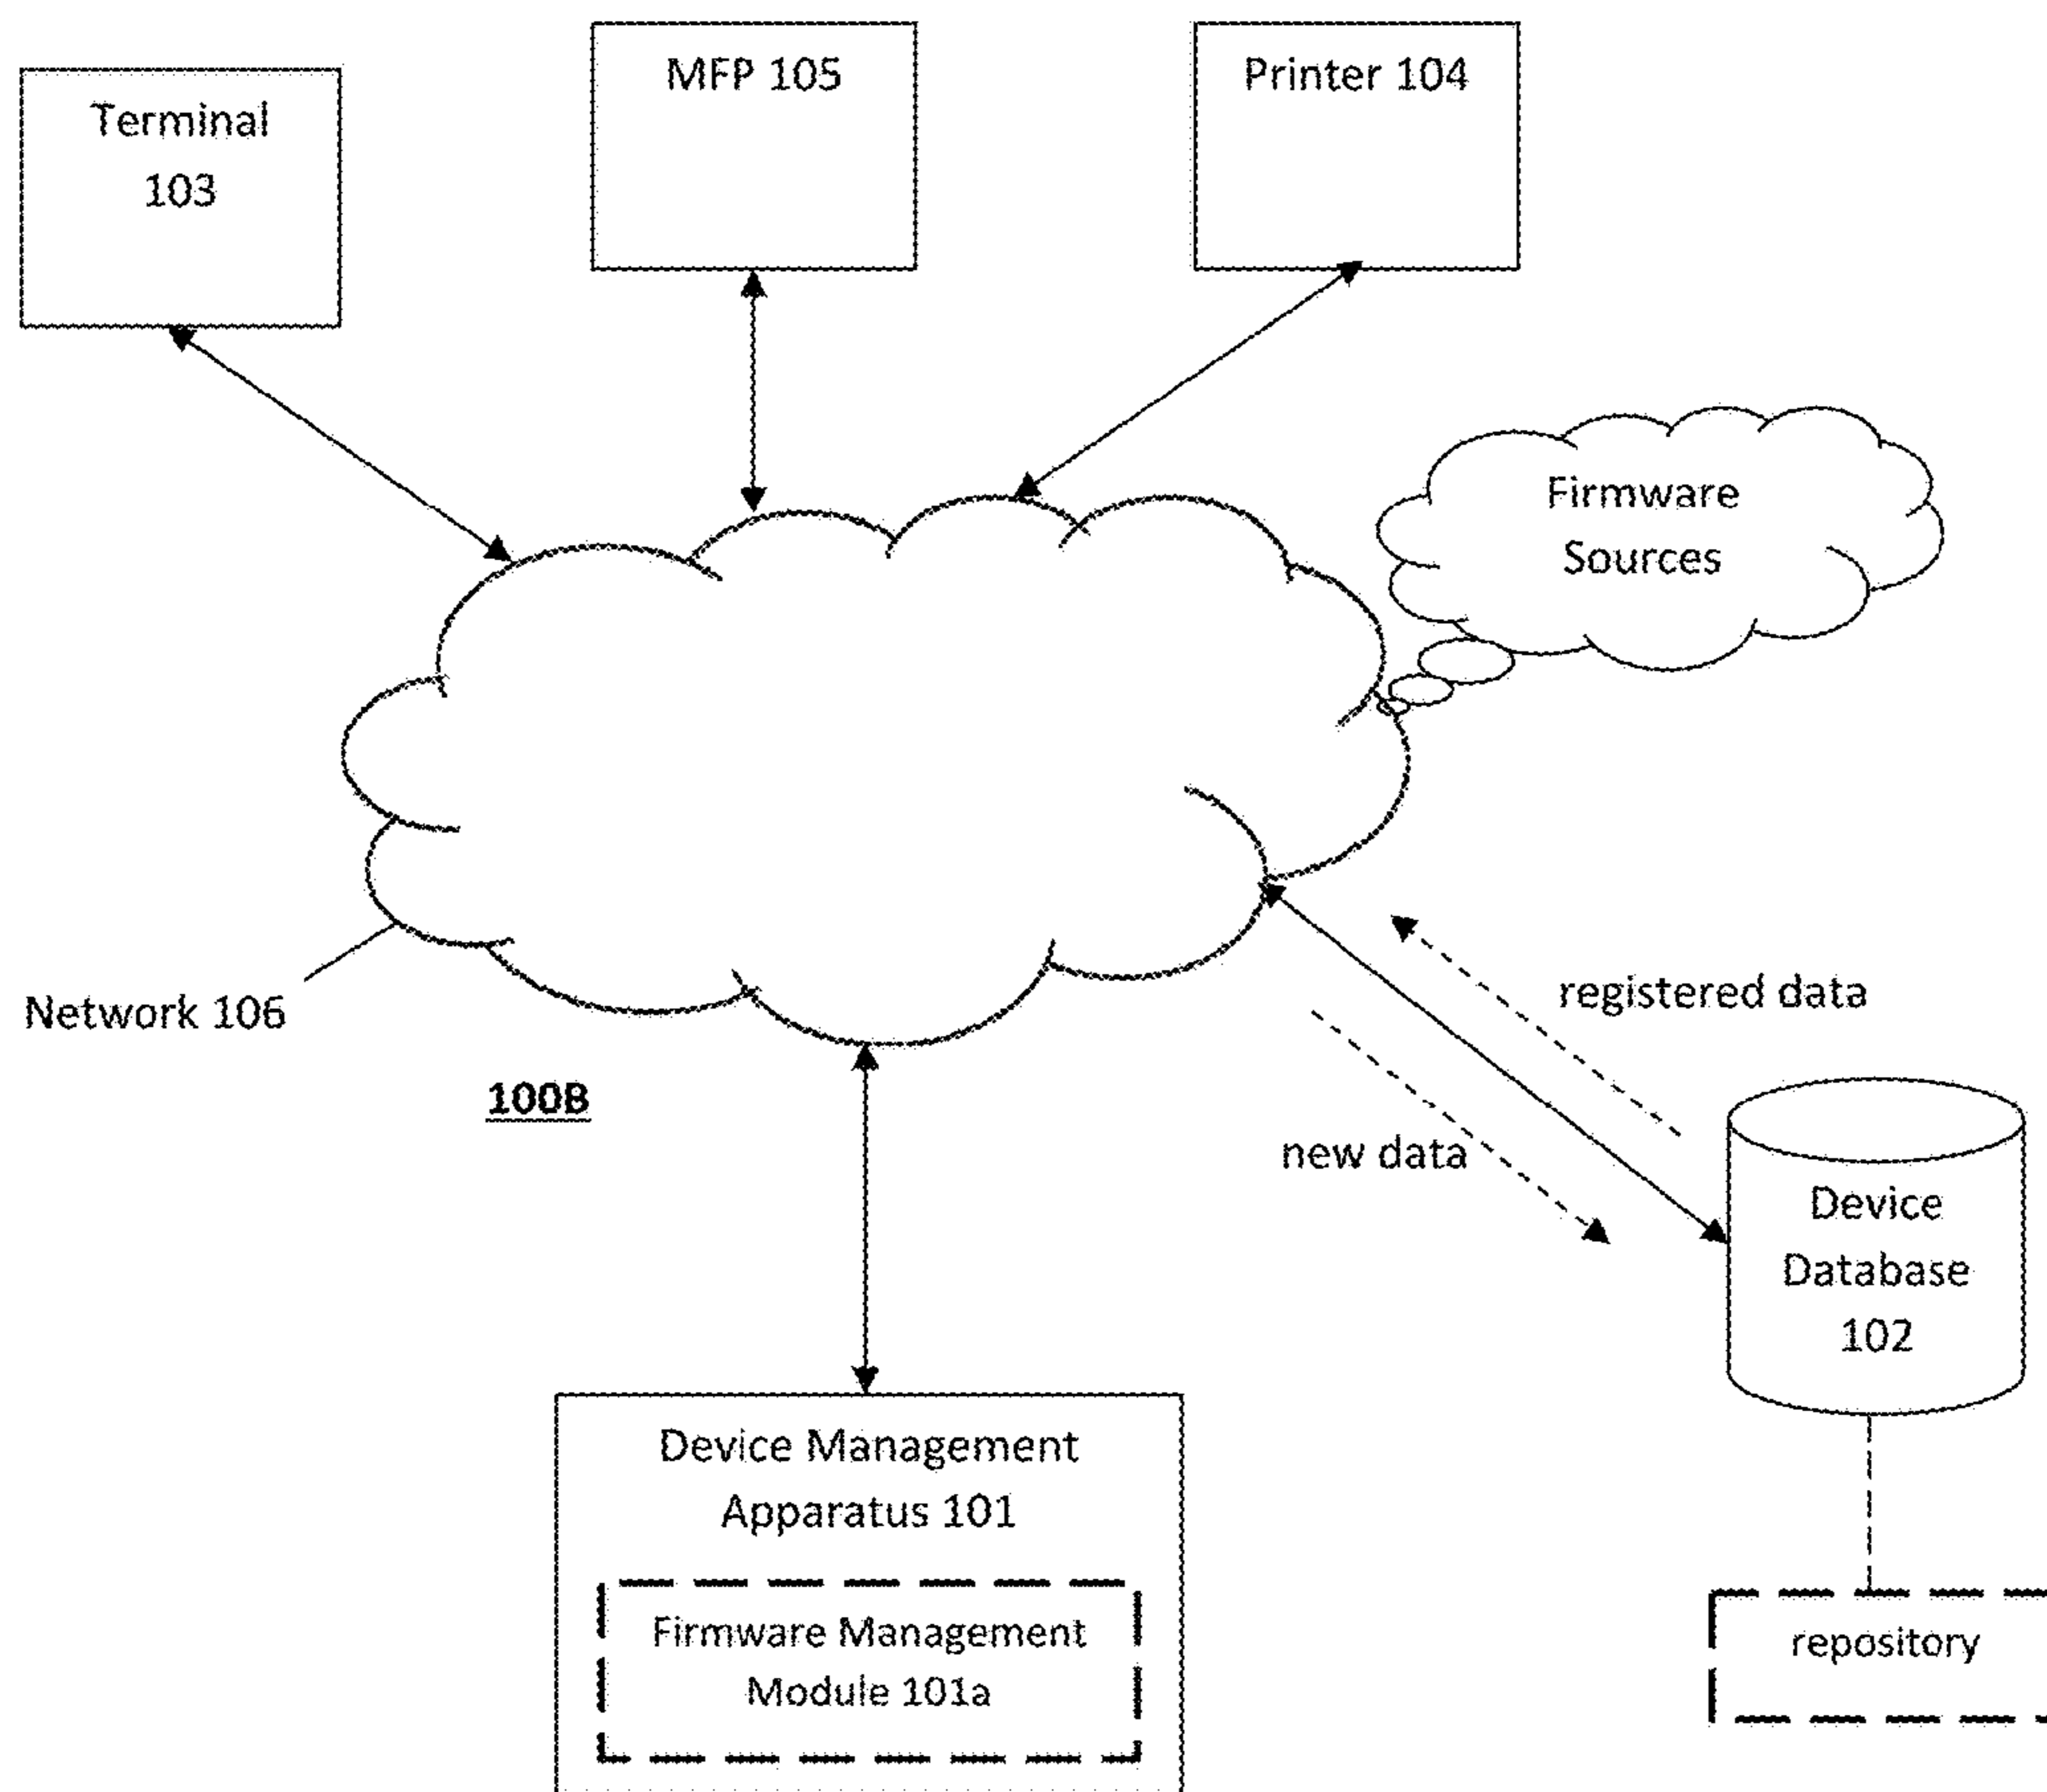 Terminal
103
MFP 105
Printer 104
Firmware
Sources
Network 106
100B
registered data
new data
Device
Database
102
Device Management
Apparatus 101
Firmware Management
Module 101a
repository